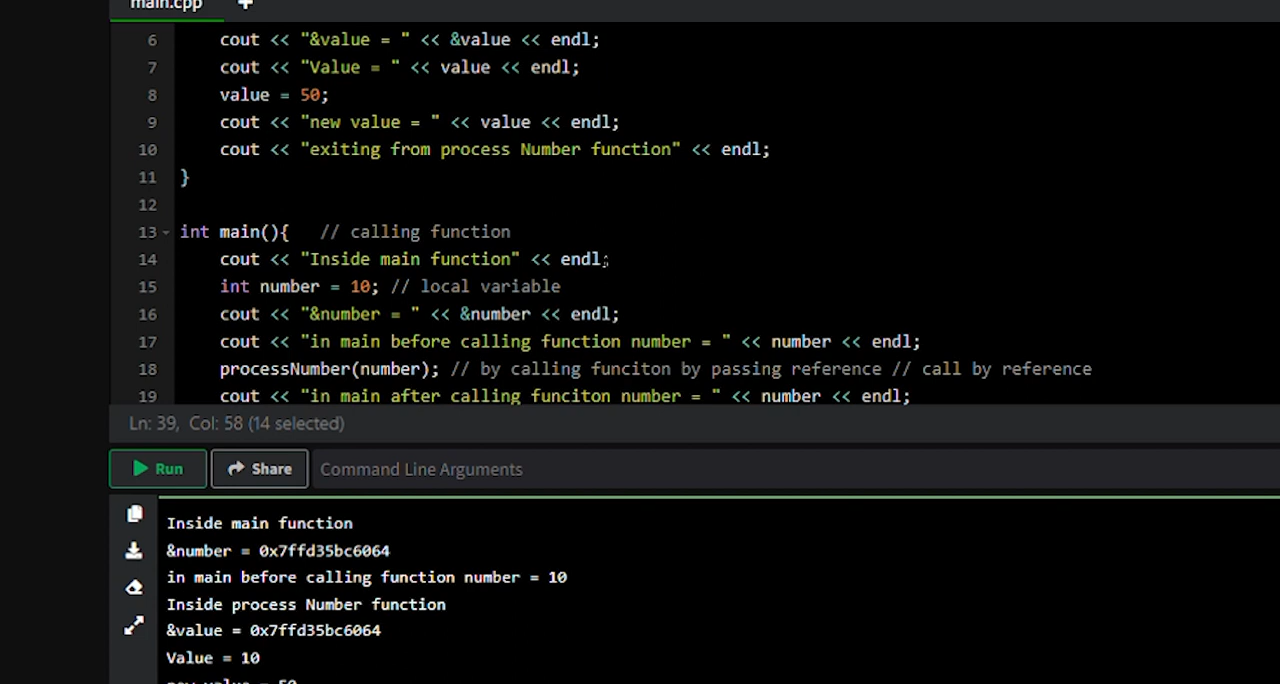 main.cpp +
6 cout << "&value = " << &value << endl;
7 cout << "Value = " << value << endl;
8 value = 50;
9 cout << "new value = " << value << endl;
10 cout << "exiting from process Number function" << endl;
11 }
12
13 int main(){ // calling function
14 cout << "Inside main function" << endl;
15 int number = 10; // local variable
16 cout << "&number = " << &number << endl;
17 cout << "in main before calling function number = " << number << endl;
18 processNumber(number); // by calling funciton by passing reference // call by reference
19 cout << "in main after calling funciton number = " << number << endl;
Ln: 39, Col: 58 (14 selected)
Run Share Command Line Arguments
Inside main function
&number = 0x7ffd35bc6064
in main before calling function number = 10
Inside process Number function
&value = 0x7ffd35bc6064
Value = 10
new value = 50